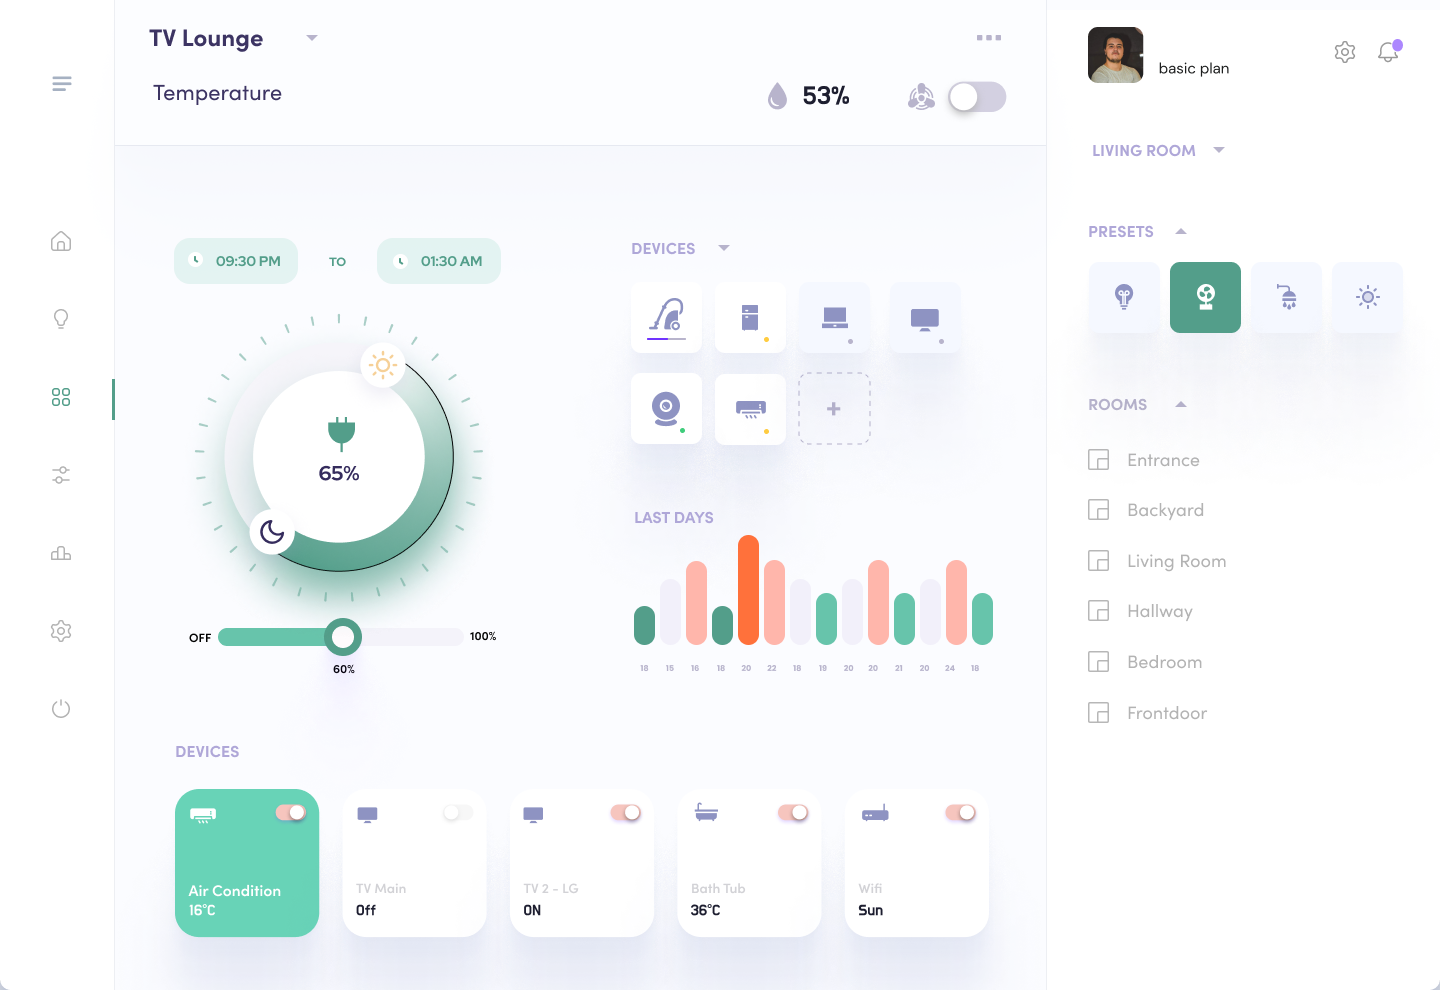 TV Lounge
Temperature
53%
basic plan
LIVING ROOM
PRESETS
ROOMS
Entrance
Backyard
Living Room
Hallway
Bedroom
Frontdoor
09:30 PM TO 01:30 AM
65%
OFF 100%
60%
DEVICES
+
LAST DAYS
18 15 16 18 20 22 18 19 20 20 21 20 24 18
DEVICES
Air Condition
16°C
TV Main
Off
TV 2 - LG
ON
Bath Tub
36°C
Wifi
Sun